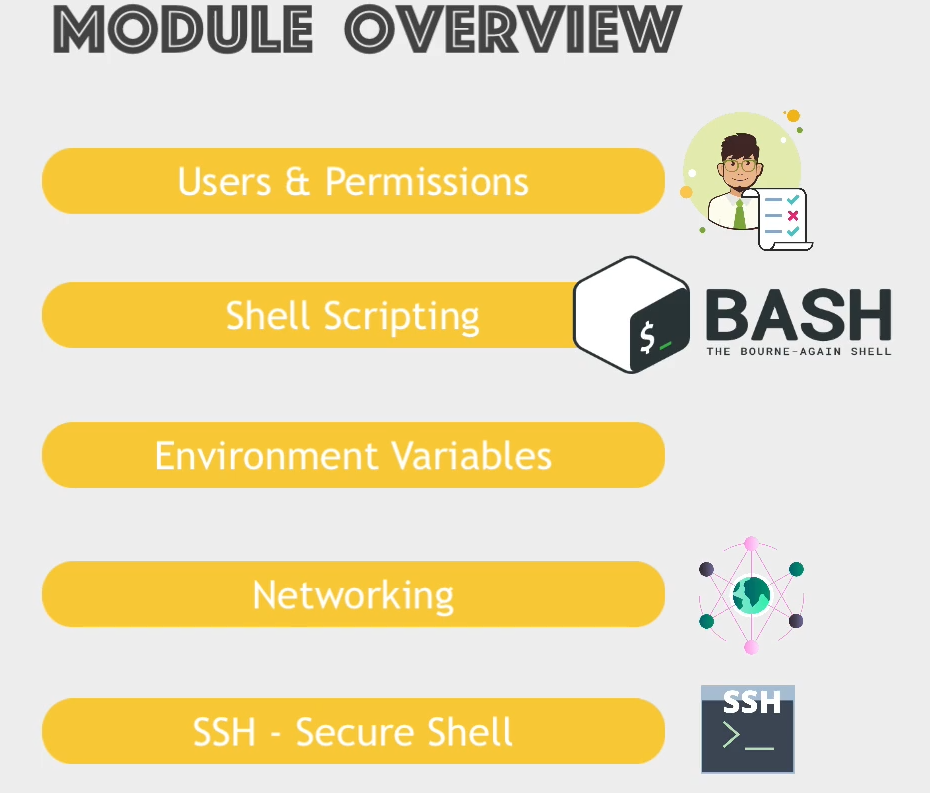 MODULE OVERVIEW
Users & Permissions
Shell Scripting
$_
BASH
THE BOURNE-AGAIN SHELL
Environment Variables
Networking
SSH - Secure Shell
SSH
>_